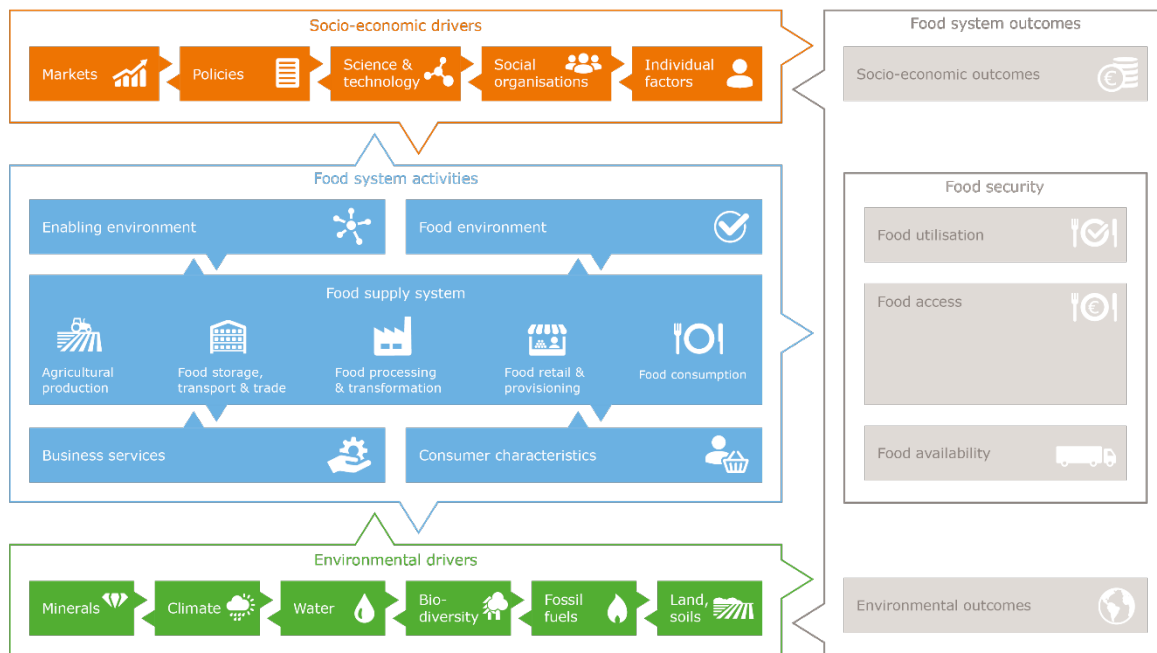 Socio-economic drivers
Markets
Policies
Science &
technology
Social
organisations
Individual
factors
Food system outcomes
Socio-economic outcomes
€
Food system activities
Enabling environment
Food environment
Food supply system
Agricultural
production
Food storage,
transport & trade
Food processing
& transformation
Food retail &
provisioning
Food consumption
Business services
Consumer characteristics
Food security
Food utilisation
Food access
€
Food availability
Environmental drivers
Minerals
Climate
Water
Bio-
diversity
Fossil
fuels
Land,
soils
Environmental outcomes